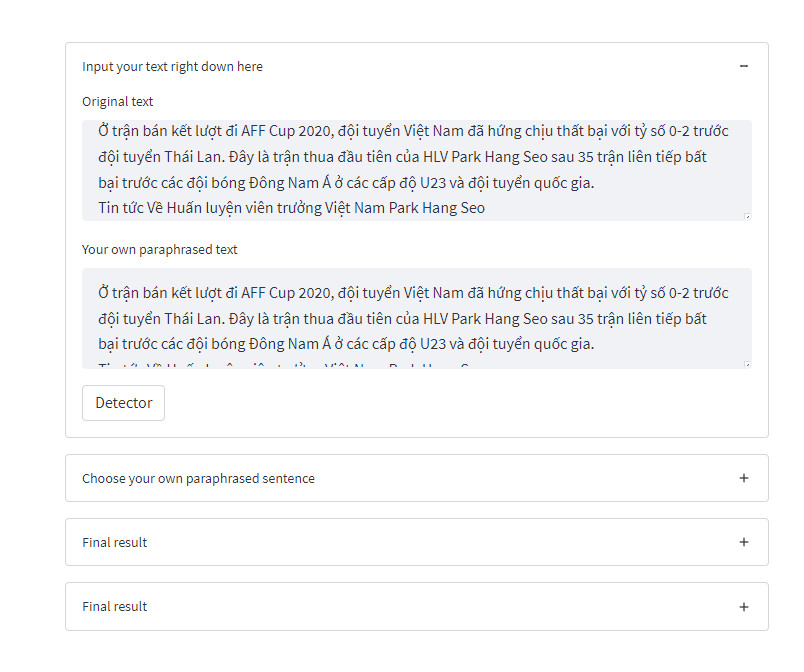 Input your text right down here
Original text
Ở trận bán kết lượt đi AFF Cup 2020, đội tuyển Việt Nam đã hứng chịu thất bại với tỷ số 0-2 trước
đội tuyển Thái Lan. Đây là trận thua đầu tiên của HLV Park Hang Seo sau 35 trận liên tiếp bất
bại trước các đội bóng Đông Nam Á ở các cấp độ U23 và đội tuyển quốc gia.
Tin tức Về Huấn luyện viên trưởng Việt Nam Park Hang Seo
Your own paraphrased text
Ở trận bán kết lượt đi AFF Cup 2020, đội tuyển Việt Nam đã hứng chịu thất bại với tỷ số 0-2 trước
đội tuyển Thái Lan. Đây là trận thua đầu tiên của HLV Park Hang Seo sau 35 trận liên tiếp bất
bại trước các đội bóng Đông Nam Á ở các cấp độ U23 và đội tuyển quốc gia.
Detector
Choose your own paraphrased sentence
Final result
Final result